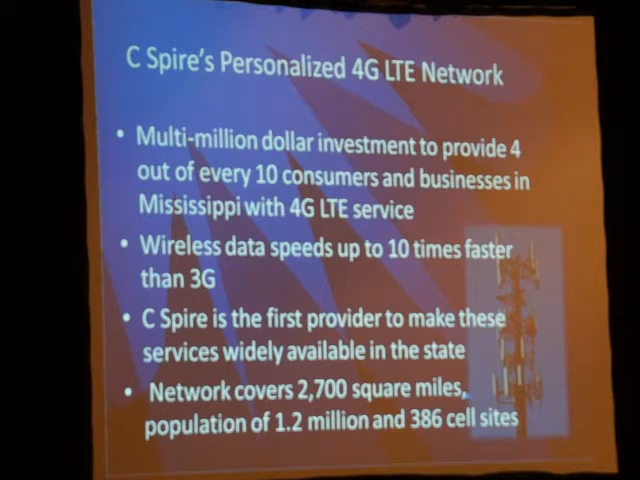 C Spire's Personalized 4G LTE Network
• Multi-million dollar investment to provide 4
out of every 10 consumers and businesses in
Mississippi with 4G LTE service
• Wireless data speeds up to 10 times faster
than 3G
• C Spire is the first provider to make these
services widely available in the state
• Network covers 2,700 square miles,
population of 1.2 million and 386 cell sites